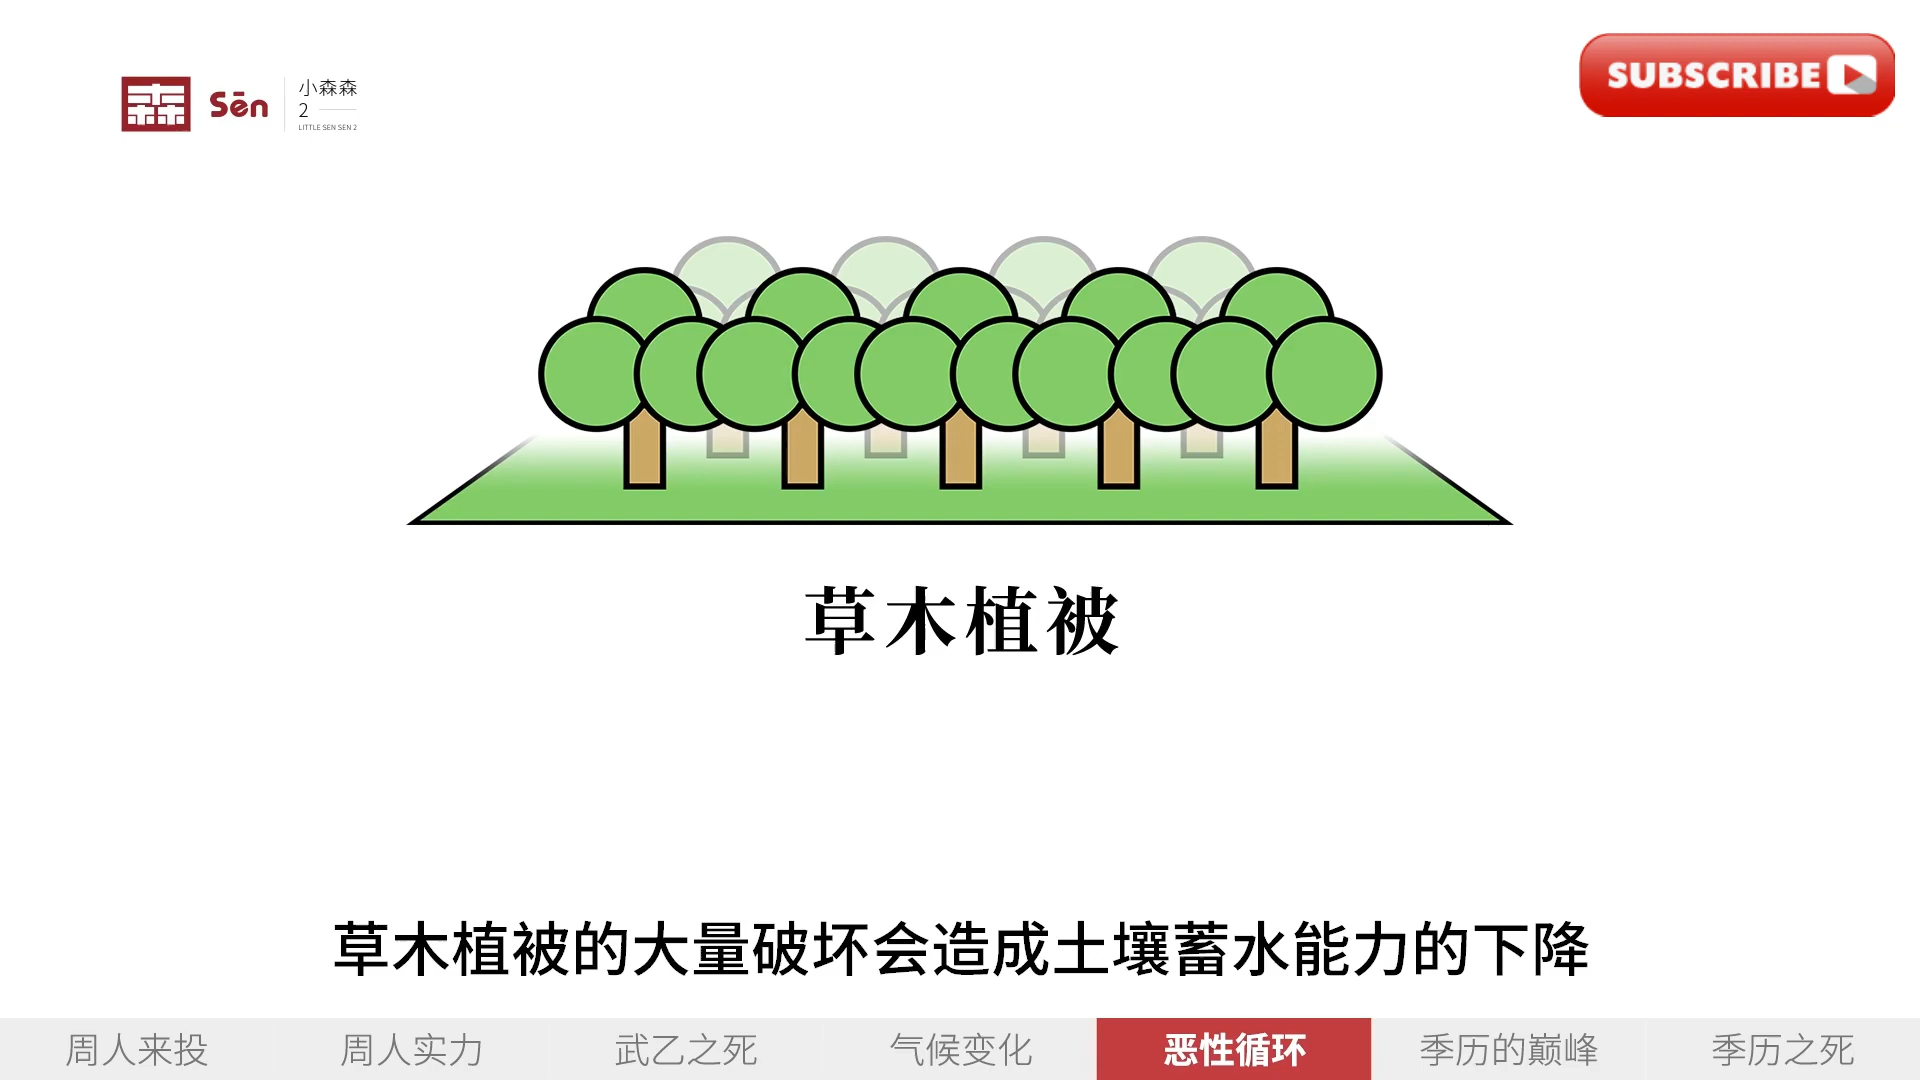 森 Sēn
小森森
2
LITTLE SEN SEN 2
SUBSCRIBE
草木植被
草木植被的大量破坏会造成土壤蓄水能力的下降
周人来投 周人实力 武乙之死 气候变化 恶性循环 季历的巅峰 季历之死